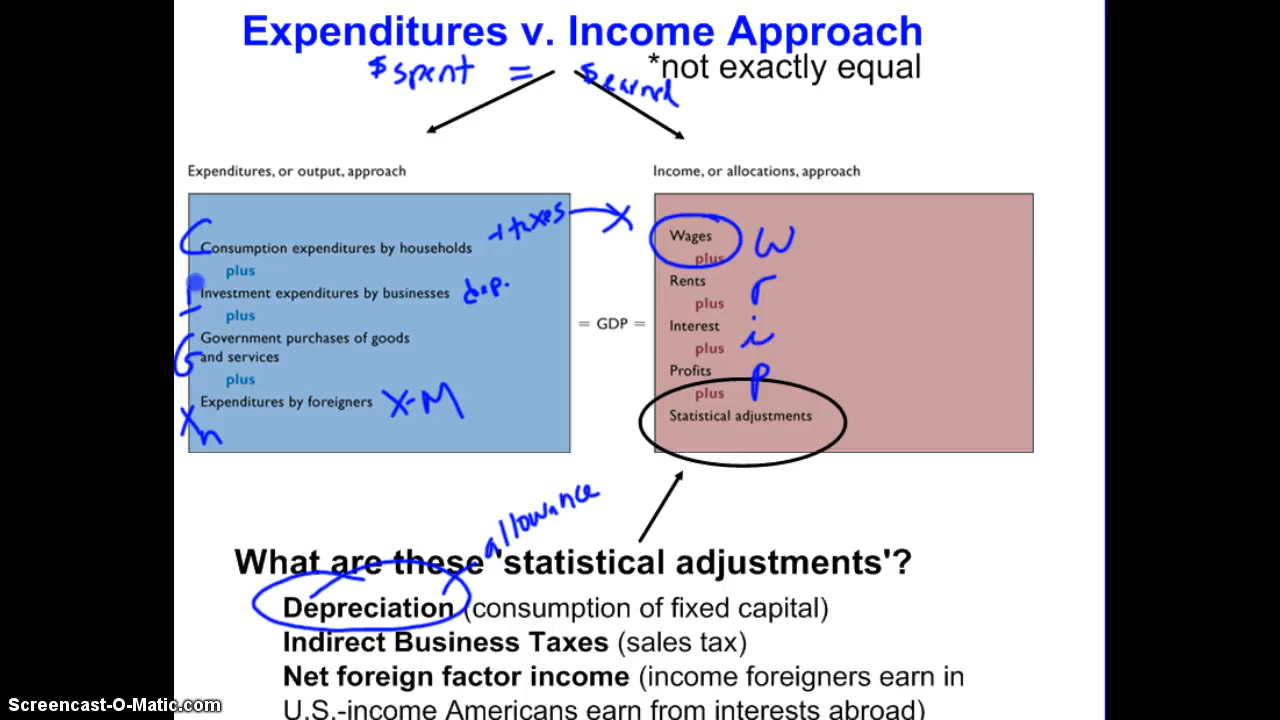 Expenditures v. Income Approach
$ spent = $ earned *not exactly equal
Expenditures, or output, approach
Income, or allocations, approach
C
Consumption expenditures by households
+ taxes
X
plus
I
Investment expenditures by businesses
dep.
plus
G
Government purchases of goods
and services
plus
Expenditures by foreigners
X-M
Xn
= GDP =
Wages
W
plus
Rents
r
plus
Interest
i
plus
Profits
p
plus
Statistical adjustments
allowance
What are these 'statistical adjustments'?
Depreciation (consumption of fixed capital)
Indirect Business Taxes (sales tax)
Net foreign factor income (income foreigners earn in
U.S.-income Americans earn from interests abroad)
Screencast-O-Matic.com